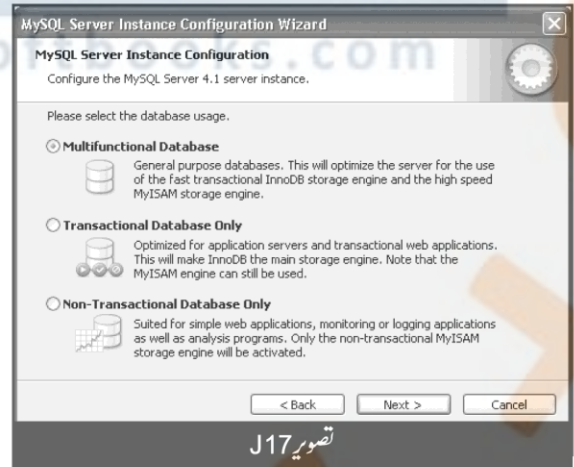 MySQL Server Instance Configuration Wizard
MySQL Server Instance Configuration
Configure the MySQL Server 4.1 server instance.
Please select the database usage.
Multifunctional Database
General purpose databases. This will optimize the server for the use
of the fast transactional InnoDB storage engine and the high speed
MyISAM storage engine.
Transactional Database Only
Optimized for application servers and transactional web applications.
This will make InnoDB the main storage engine. Note that the
MyISAM engine can still be used.
Non-Transactional Database Only
Suited for simple web applications, monitoring or logging applications
as well as analysis programs. Only the non-transactional MyISAM
storage engine will be activated.
< Back
Next >
Cancel
تصویر J17